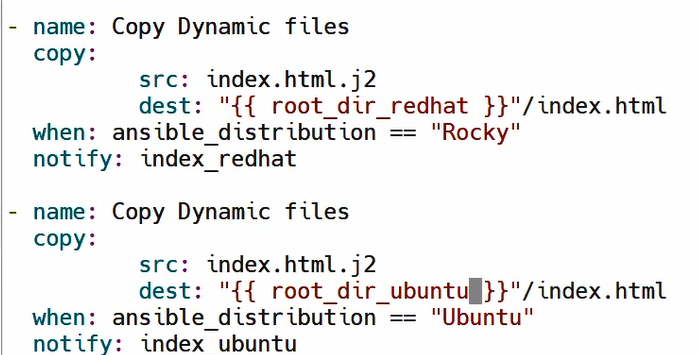 - name: Copy Dynamic files
copy:
src: index.html.j2
dest: "{{ root_dir_redhat }}"/index.html
when: ansible_distribution == "Rocky"
notify: index_redhat
- name: Copy Dynamic files
copy:
src: index.html.j2
dest: "{{ root_dir_ubuntu }}"/index.html
when: ansible_distribution == "Ubuntu"
notify: index_ubuntu